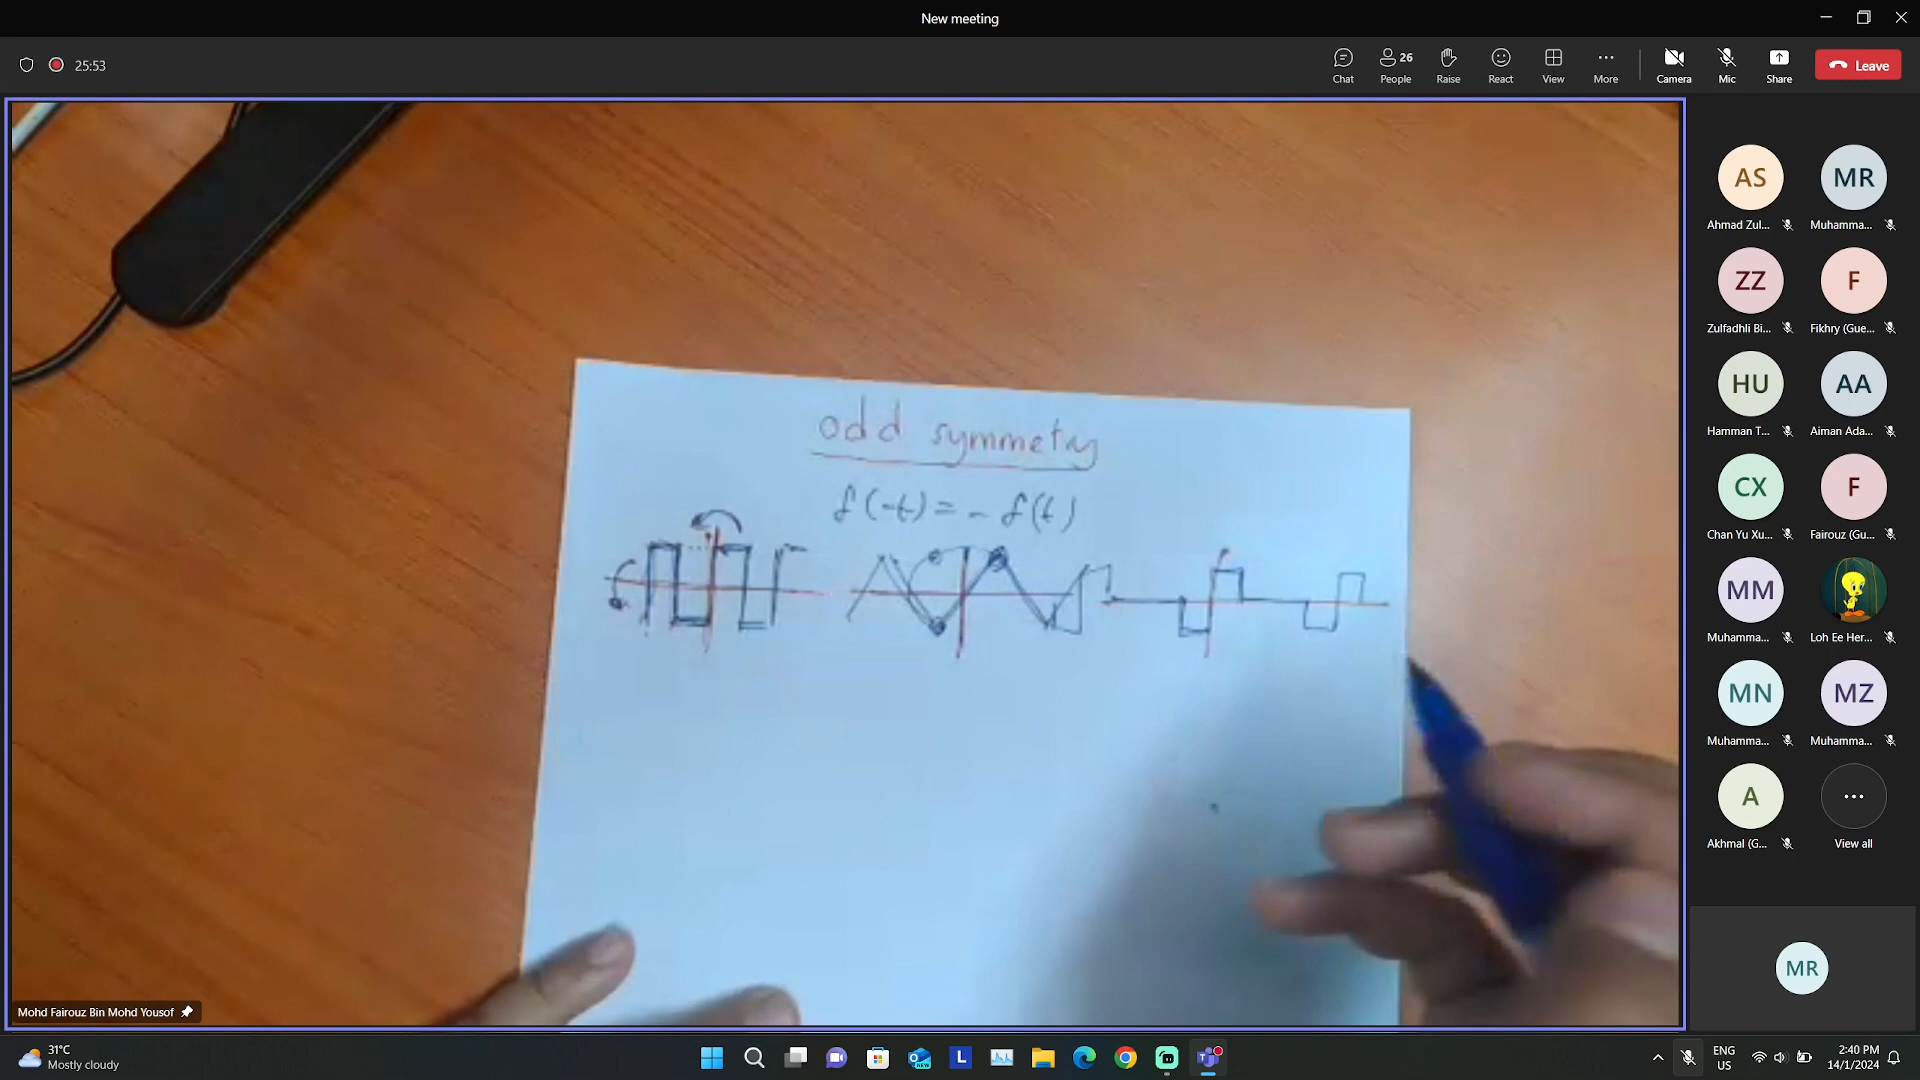 New meeting
25:53
Chat
26
People
Raise
React
View
More
Camera
Mic
Share
Leave
odd symmety
f(-t) = - f(t)
AS
MR
Ahmad Zul...
Muhamma...
ZZ
F
Zulfadhli Bi...
Fikhry (Gue...
HU
AA
Hamman T...
Aiman Ada...
CX
F
Chan Yu Xu...
Fairouz (Gu...
MM
Muhamma...
Loh Ee Her...
MN
MZ
Muhamma...
Muhamma...
A
Akhmal (G...
View all
MR
Mohd Fairouz Bin Mohd Yousof
31°C
Mostly cloudy
NEW
L
ENG
US
2:40 PM
14/1/2024